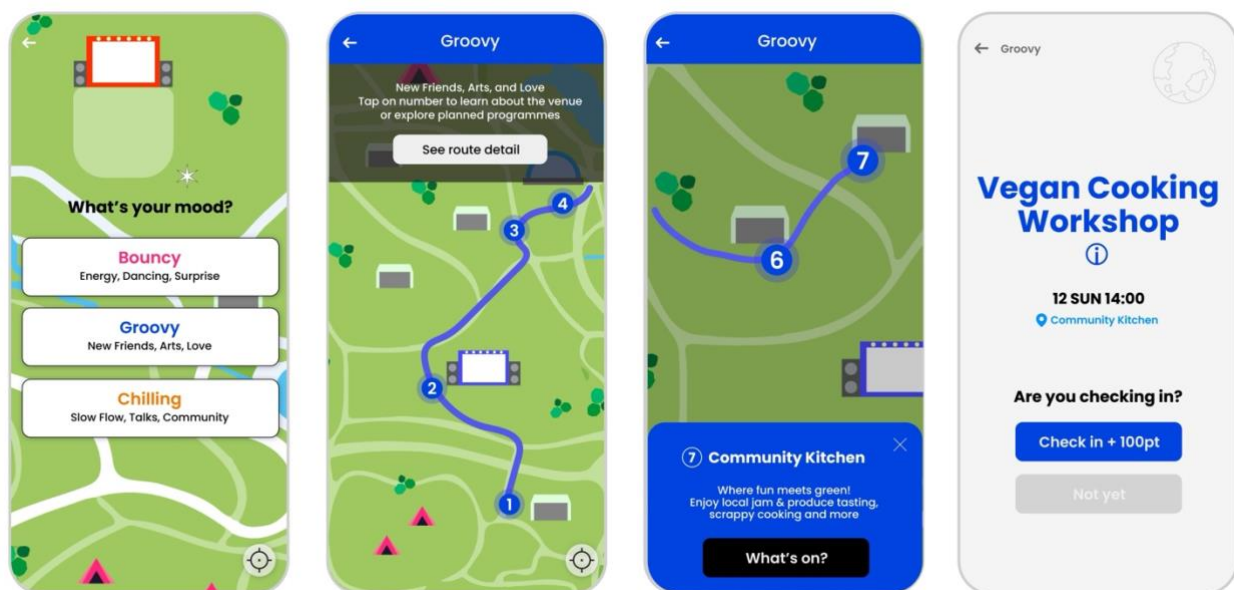 What's your mood?
Bouncy
Energy, Dancing, Surprise
Groovy
New Friends, Arts, Love
Chilling
Slow Flow, Talks, Community
Groovy
New Friends, Arts, and Love
Tap on number to learn about the venue
or explore planned programmes
See route detail
4
3
2
1
Groovy
7
6
7 Community Kitchen
Where fun meets green!
Enjoy local jam & produce tasting,
scrappy cooking and more
What's on?
Groovy
Vegan Cooking
Workshop
i
12 SUN 14:00
Community Kitchen
Are you checking in?
Check in + 100pt
Not yet